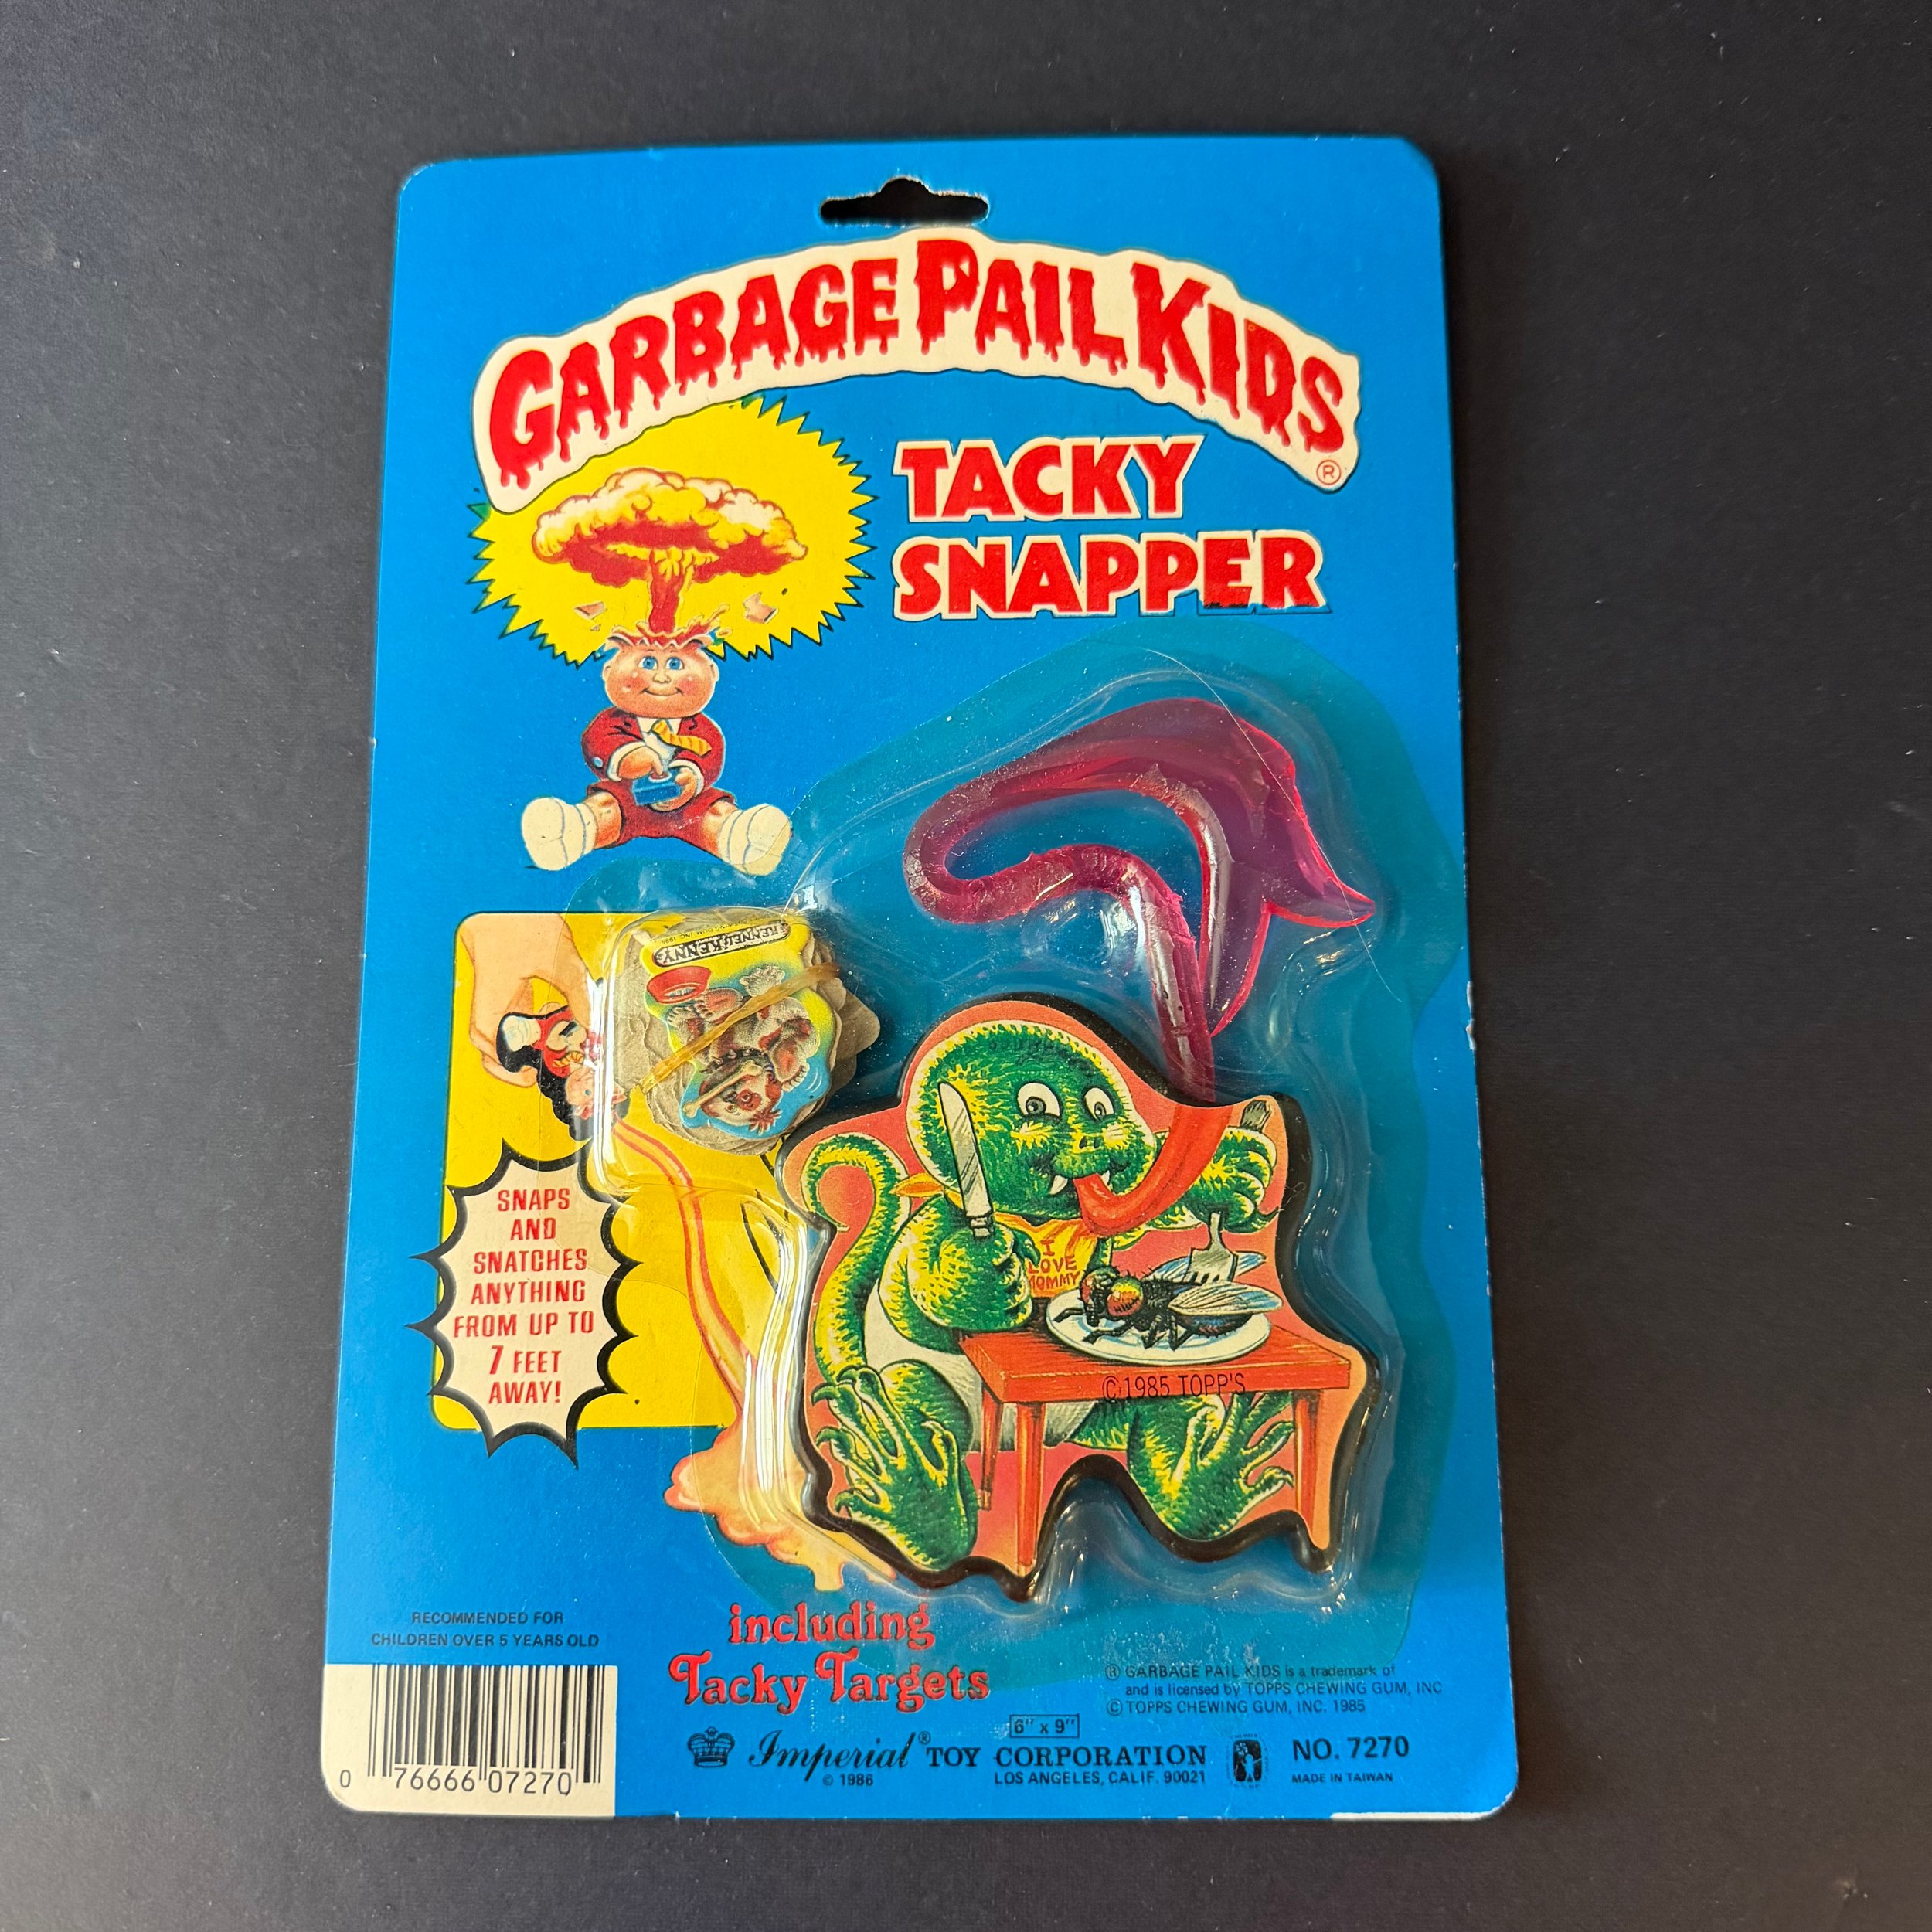 GARBAGE PAIL KIDS
®
TACKY
SNAPPER
KENNEL KENNY
SNAPS
AND
SNATCHES
ANYTHING
FROM UP TO
7 FEET
AWAY!
I
LOVE
MOMMY
© 1985 TOPP'S
RECOMMENDED FOR
CHILDREN OVER 5 YEARS OLD
including
Tacky Targets
® GARBAGE PAIL KIDS is a trademark of
and is licensed by TOPPS CHEWING GUM, INC
© TOPPS CHEWING GUM, INC. 1985
6" x 9"
Imperial® TOY CORPORATION
© 1986
LOS ANGELES, CALIF. 90021
NO. 7270
MADE IN TAIWAN
0 76666 07270